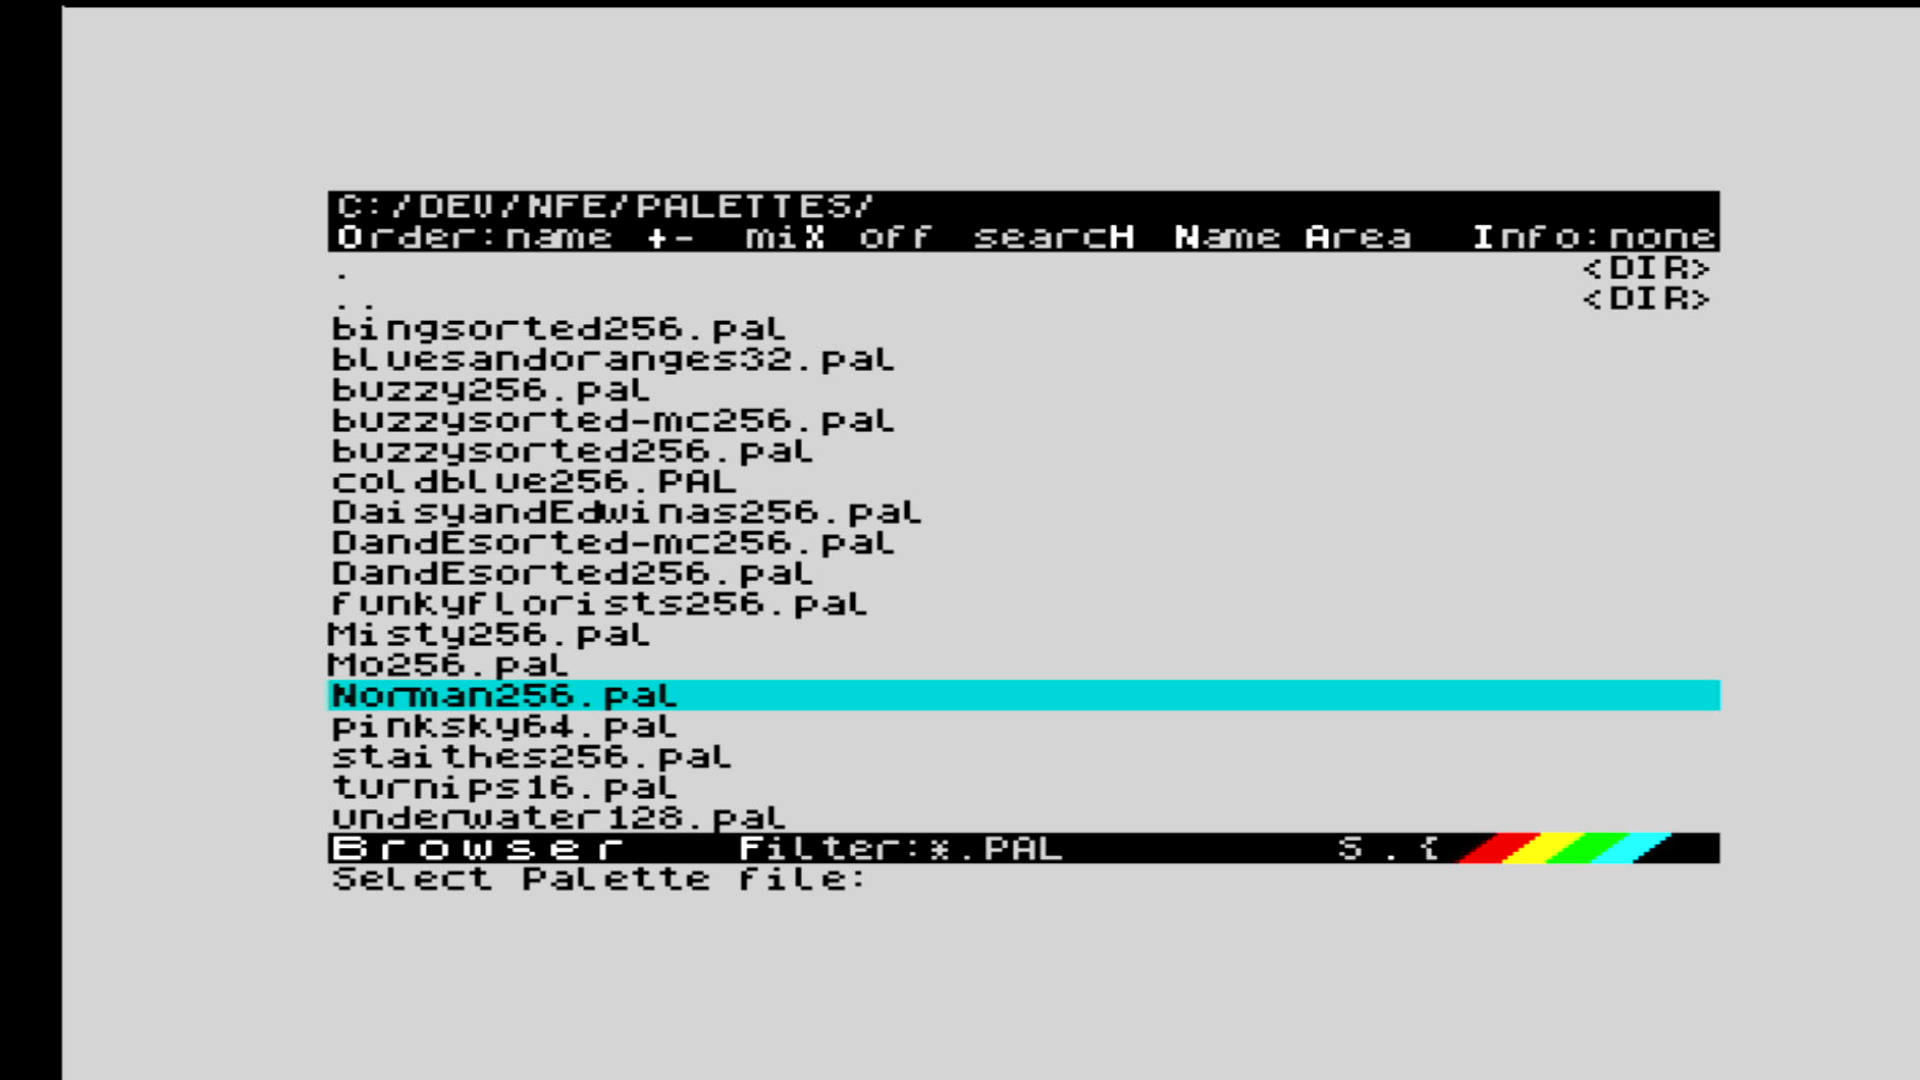 C:/DEV/NFE/PALETTES/
Order:name +- miX off searcH Name Area Info:none
. <DIR>
.. <DIR>
bingsorted256.pal
bluesandoranges32.pal
buzzy256.pal
buzzysorted-mc256.pal
buzzysorted256.pal
coldblue256.PAL
DaisyandEdwinas256.pal
DandEsorted-mc256.pal
DandEsorted256.pal
funkyflorists256.pal
Misty256.pal
Mo256.pal
Norman256.pal
pinksky64.pal
staithes256.pal
turnips16.pal
underwater128.pal
Browser Filter:*.PAL S . {
Select Palette file: